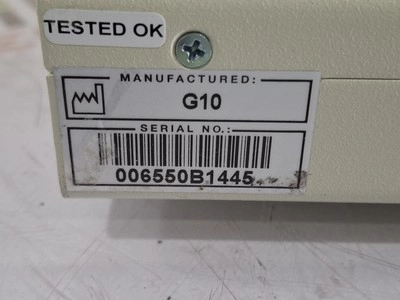 TESTED OK
MANUFACTURED:
G10
SERIAL NO.:
006550B1445